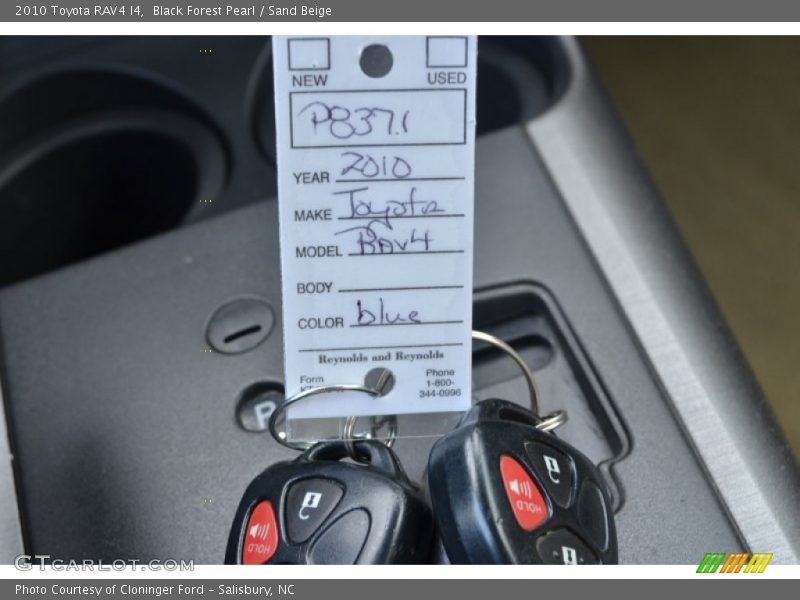 2010 Toyota RAV4 I4,  Black Forest Pearl / Sand Beige
NEW USED
P8371
YEAR 2010
MAKE Toyota
MODEL RAV4
BODY
COLOR blue
Reynolds and Reynolds
Form Phone
1-800-
344-0996
P
HOLD
HOLD
GTCarLot.com
Photo Courtesy of Cloninger Ford - Salisbury, NC